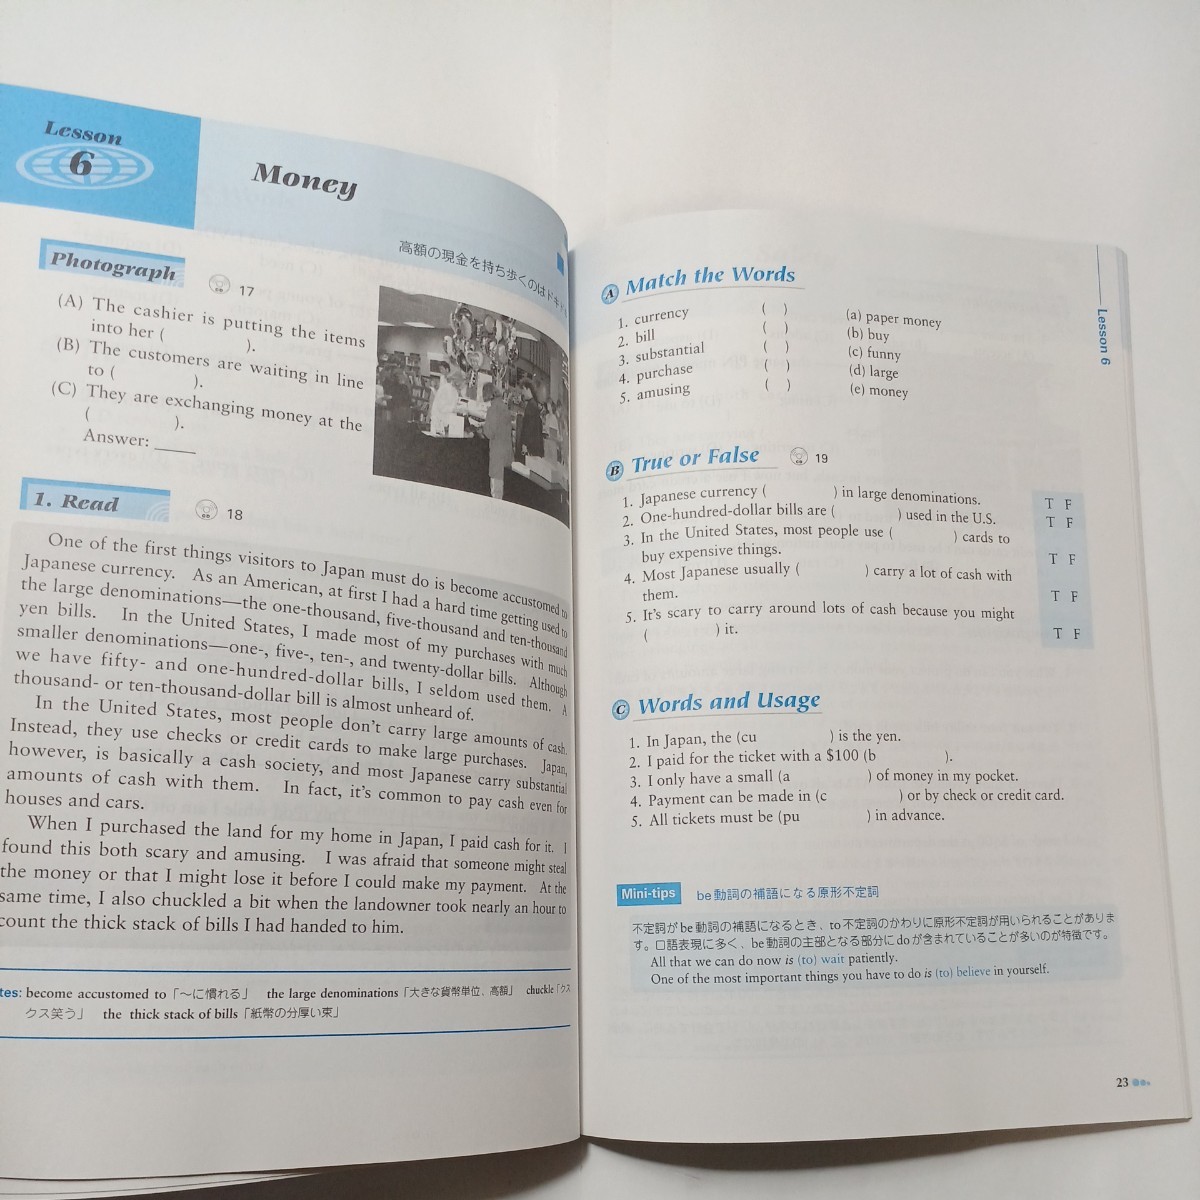 Lesson
6
Money
高額の現金を持ち歩くのはドキドキ
Photograph
17
(A) The cashier is putting the items
into her ( ).
(B) The customers are waiting in line
to ( ).
(C) They are exchanging money at the
( ).
Answer:
1. Read
18
One of the first things visitors to Japan must do is become accustomed to
Japanese currency. As an American, at first I had a hard time getting used to
the large denominations—the one-thousand, five-thousand and ten-thousand
yen bills. In the United States, I made most of my purchases with much
smaller denominations—one-, five-, ten-, and twenty-dollar bills. Although
we have fifty- and one-hundred-dollar bills, I seldom used them. A
thousand- or ten-thousand-dollar bill is almost unheard of.
In the United States, most people don't carry large amounts of cash.
Instead, they use checks or credit cards to make large purchases. Japan,
however, is basically a cash society, and most Japanese carry substantial
amounts of cash with them. In fact, it's common to pay cash even for
houses and cars.
When I purchased the land for my home in Japan, I paid cash for it. I
found this both scary and amusing. I was afraid that someone might steal
the money or that I might lose it before I could make my payment. At the
same time, I also chuckled a bit when the landowner took nearly an hour to
count the thick stack of bills I had handed to him.
tes: become accustomed to「～に慣れる」 the large denominations「大きな貨幣単位、高額」 chuckle「クス
クス笑う」 the thick stack of bills「紙幣の分厚い束」
A Match the Words
1. currency ( ) (a) paper money
2. bill ( ) (b) buy
3. substantial ( ) (c) funny
4. purchase ( ) (d) large
5. amusing ( ) (e) money
B True or False 19
1. Japanese currency ( ) in large denominations. T F
2. One-hundred-dollar bills are ( ) used in the U.S. T F
3. In the United States, most people use ( ) cards to
buy expensive things. T F
4. Most Japanese usually ( ) carry a lot of cash with
them. T F
5. It's scary to carry around lots of cash because you might
( ) it. T F
C Words and Usage
1. In Japan, the (cu ) is the yen.
2. I paid for the ticket with a $100 (b ).
3. I only have a small (a ) of money in my pocket.
4. Payment can be made in (c ) or by check or credit card.
5. All tickets must be (pu ) in advance.
Mini-tips be動詞の補語になる原形不定詞
不定詞がbe動詞の補語になるとき、to不定詞のかわりに原形不定詞が用いられることがありま
す。口語表現に多く、be動詞の主部となる部分にdoが含まれていることが多いのが特徴です。
All that we can do now is (to) wait patiently.
One of the most important things you have to do is (to) believe in yourself.
Lesson 6
23